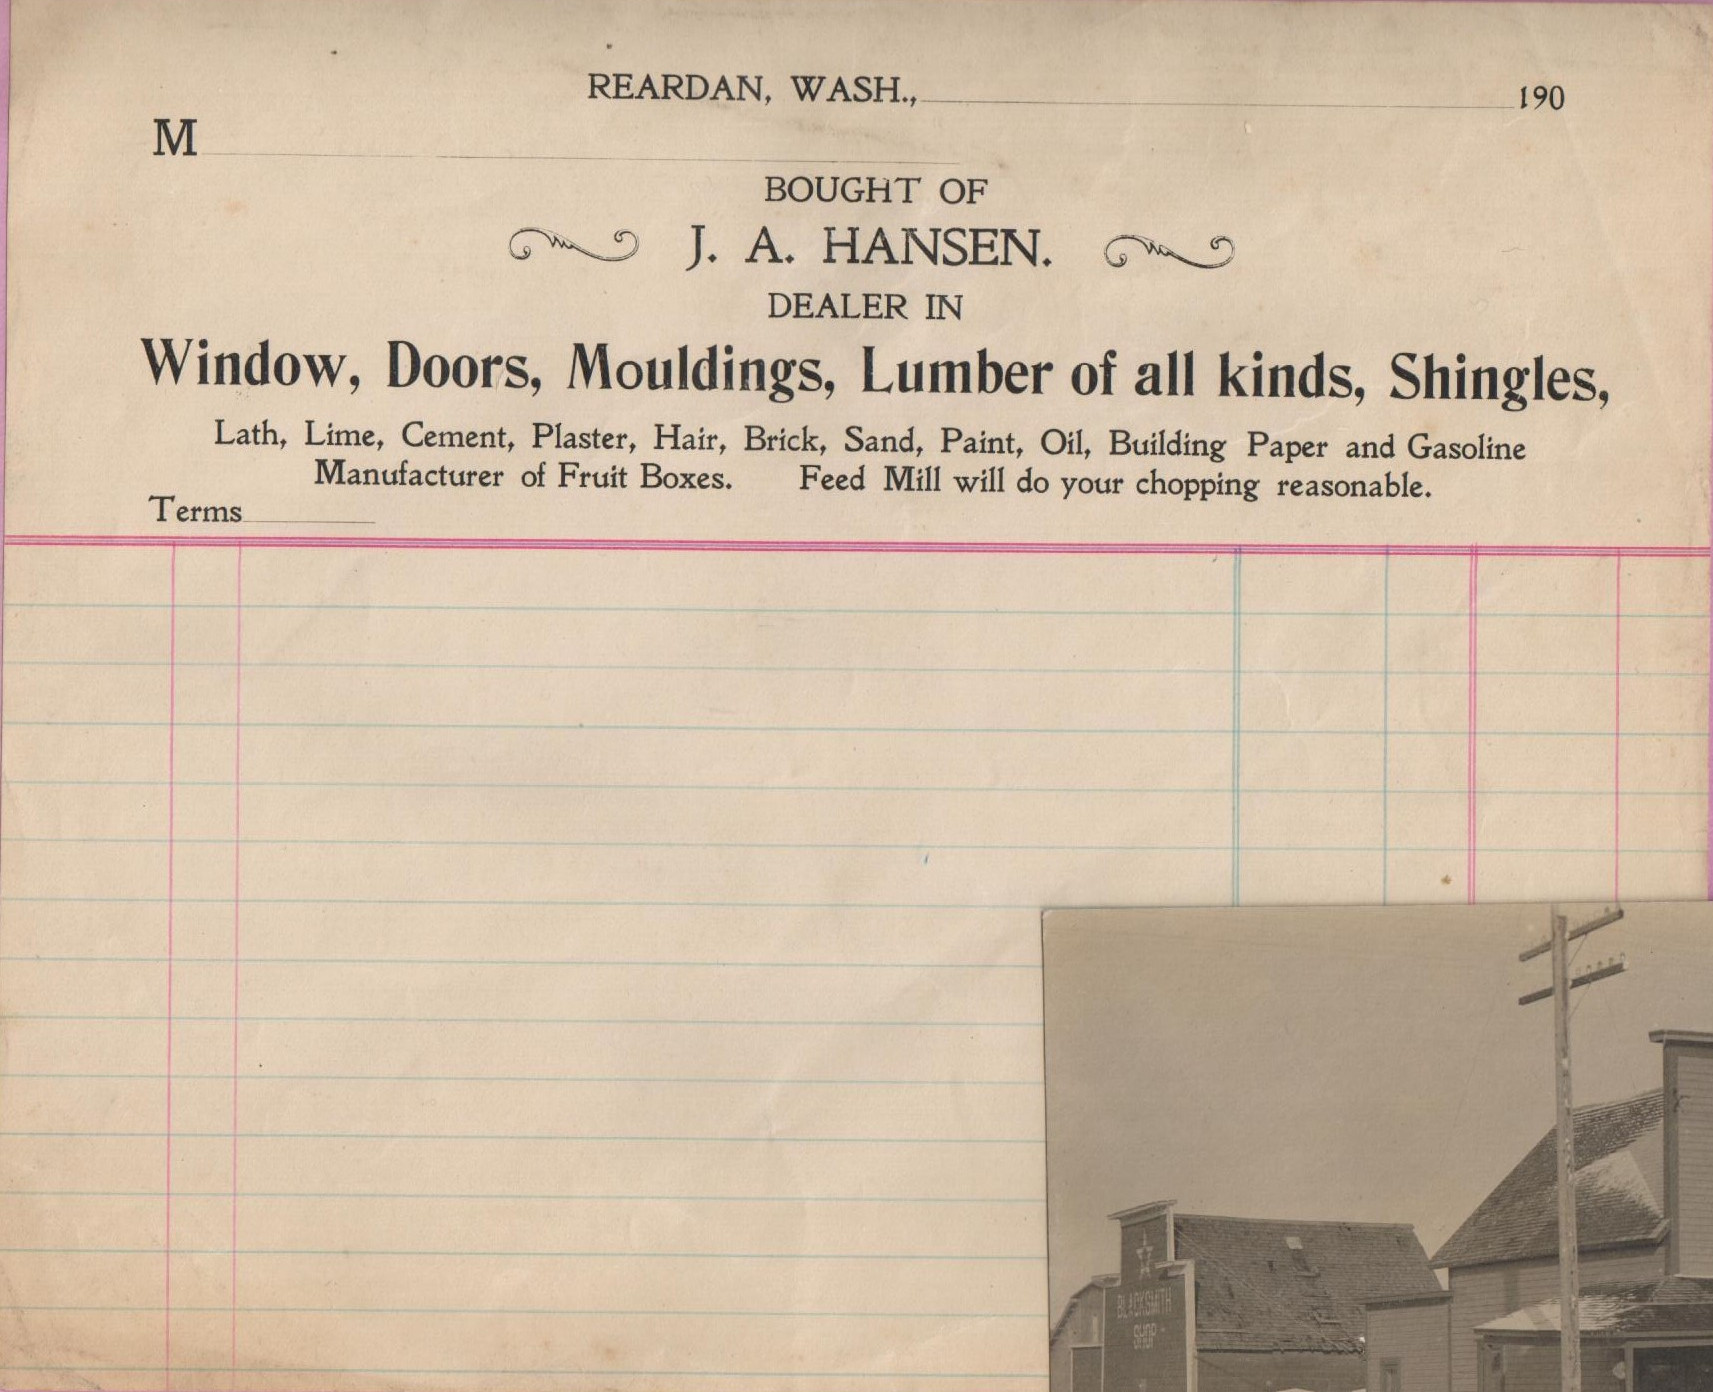 REARDAN, WASH., 190
M
BOUGHT OF
J. A. HANSEN.
DEALER IN
Window, Doors, Mouldings, Lumber of all kinds, Shingles,
Lath, Lime, Cement, Plaster, Hair, Brick, Sand, Paint, Oil, Building Paper and Gasoline
Manufacturer of Fruit Boxes. Feed Mill will do your chopping reasonable.
Terms
BLACKSMITH
SHOP